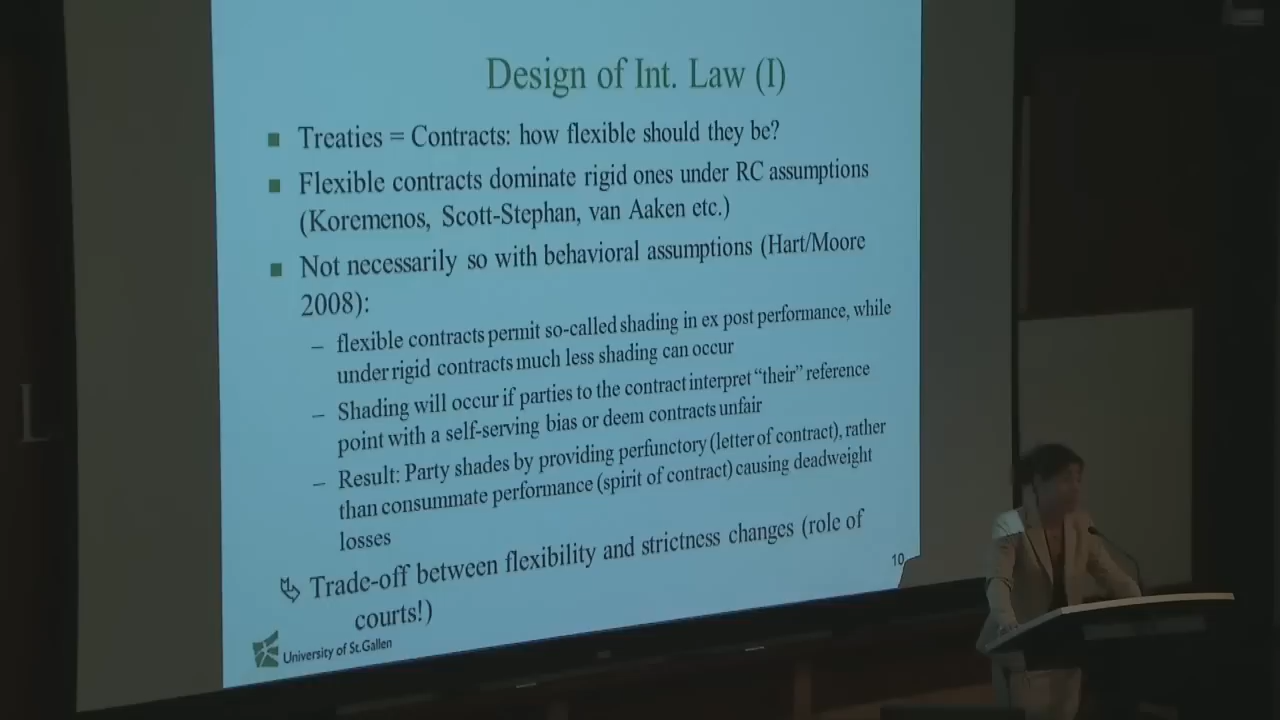 Design of Int. Law (I)
Treaties = Contracts: how flexible should they be?
Flexible contracts dominate rigid ones under RC assumptions
(Koremenos, Scott-Stephan, van Aaken etc.)
Not necessarily so with behavioral assumptions (Hart/Moore
2008):
– flexible contracts permit so-called shading in ex post performance, while
under rigid contracts much less shading can occur
– Shading will occur if parties to the contract interpret “their” reference
point with a self-serving bias or deem contracts unfair
– Result: Party shades by providing perfunctory (letter of contract), rather
than consummate performance (spirit of contract) causing deadweight
losses
Trade-off between flexibility and strictness changes (role of
courts!)
10
University of St.Gallen